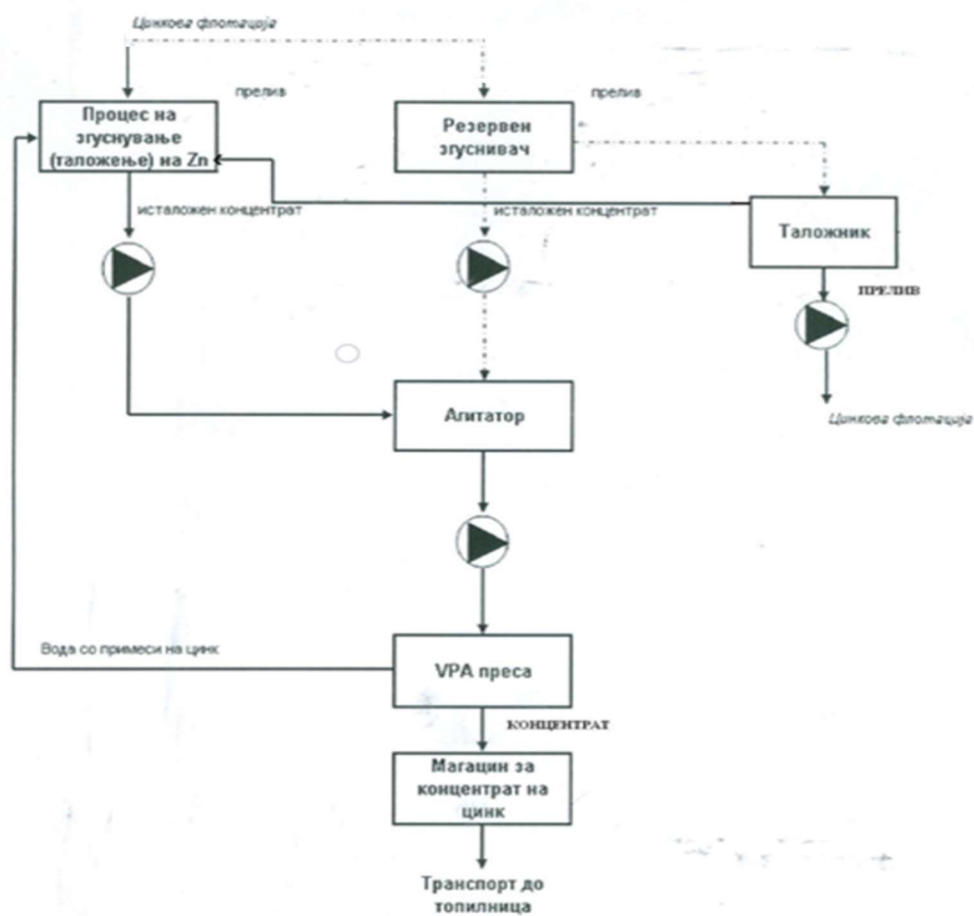 Цинкова флотација
прелив
прелив
Процес на
згуснување
(таложење) на Zn
Резервен
згуснивач
Таложник
исталожен концентрат
исталожен концентрат
ПРЕЛИВ
Цинкова флотација
Агитатор
Вода со примеси на цинк
VPA преса
КОНЦЕНТРАТ
Магацин за
концентрат на
цинк
Транспорт до
топилница